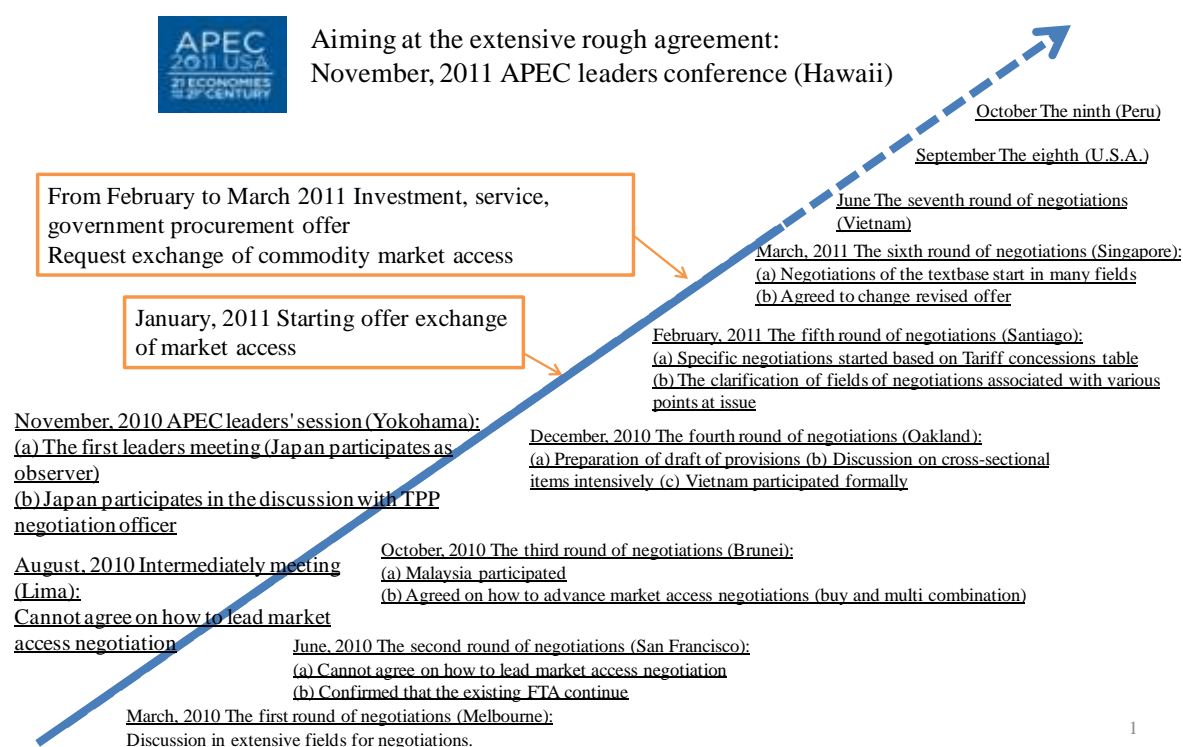 APEC
2011 USA
21 ECONOMIES
21st CENTURY
Aiming at the extensive rough agreement:
November, 2011 APEC leaders conference (Hawaii)
October The ninth (Peru)
September The eighth (U.S.A.)
From February to March 2011 Investment, service,
government procurement offer
Request exchange of commodity market access
June The seventh round of negotiations
(Vietnam)
March, 2011 The sixth round of negotiations (Singapore):
(a) Negotiations of the textbase start in many fields
(b) Agreed to change revised offer
January, 2011 Starting offer exchange
of market access
February, 2011 The fifth round of negotiations (Santiago):
(a) Specific negotiations started based on Tariff concessions table
(b) The clarification of fields of negotiations associated with various
points at issue
November, 2010 APEC leaders' session (Yokohama):
(a) The first leaders meeting (Japan participates as
observer)
(b) Japan participates in the discussion with TPP
negotiation officer
December, 2010 The fourth round of negotiations (Oakland):
(a) Preparation of draft of provisions (b) Discussion on cross-sectional
items intensively (c) Vietnam participated formally
August, 2010 Intermediately meeting
(Lima):
Cannot agree on how to lead market
access negotiation
October, 2010 The third round of negotiations (Brunei):
(a) Malaysia participated
(b) Agreed on how to advance market access negotiations (buy and multi combination)
June, 2010 The second round of negotiations (San Francisco):
(a) Cannot agree on how to lead market access negotiation
(b) Confirmed that the existing FTA continue
March, 2010 The first round of negotiations (Melbourne):
Discussion in extensive fields for negotiations.
1